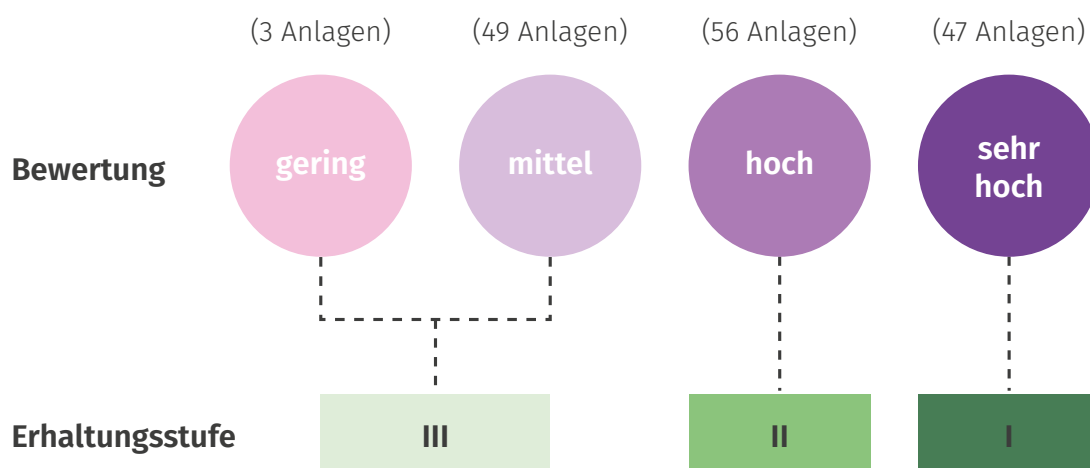 (3 Anlagen) (49 Anlagen) (56 Anlagen) (47 Anlagen)
Bewertung gering mittel hoch sehr
hoch
Erhaltungsstufe III II I